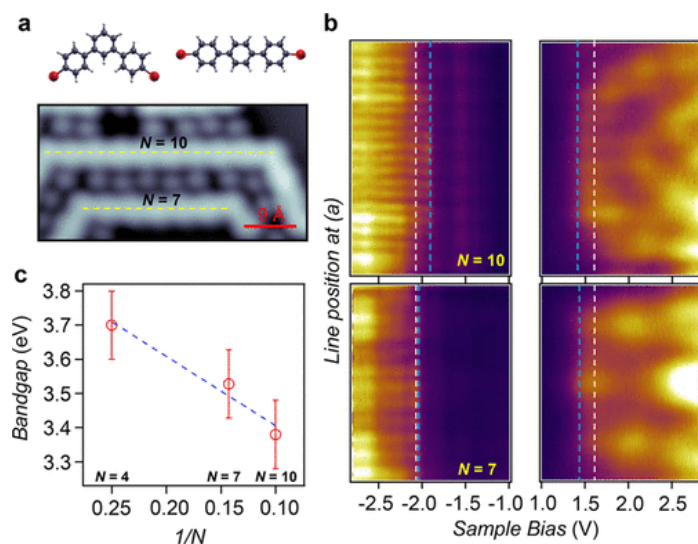 a
N = 10
N = 7
9 Å
b
Line position at (a)
N = 10
N = 7
-2.5 -2.0 -1.5 -1.0 1.0 1.5 2.0 2.5
Sample Bias (V)
c
Bandgap (eV)
3.8
3.7
3.6
3.5
3.4
3.3
N = 4 N = 7 N = 10
0.25 0.20 0.15 0.10
1/N